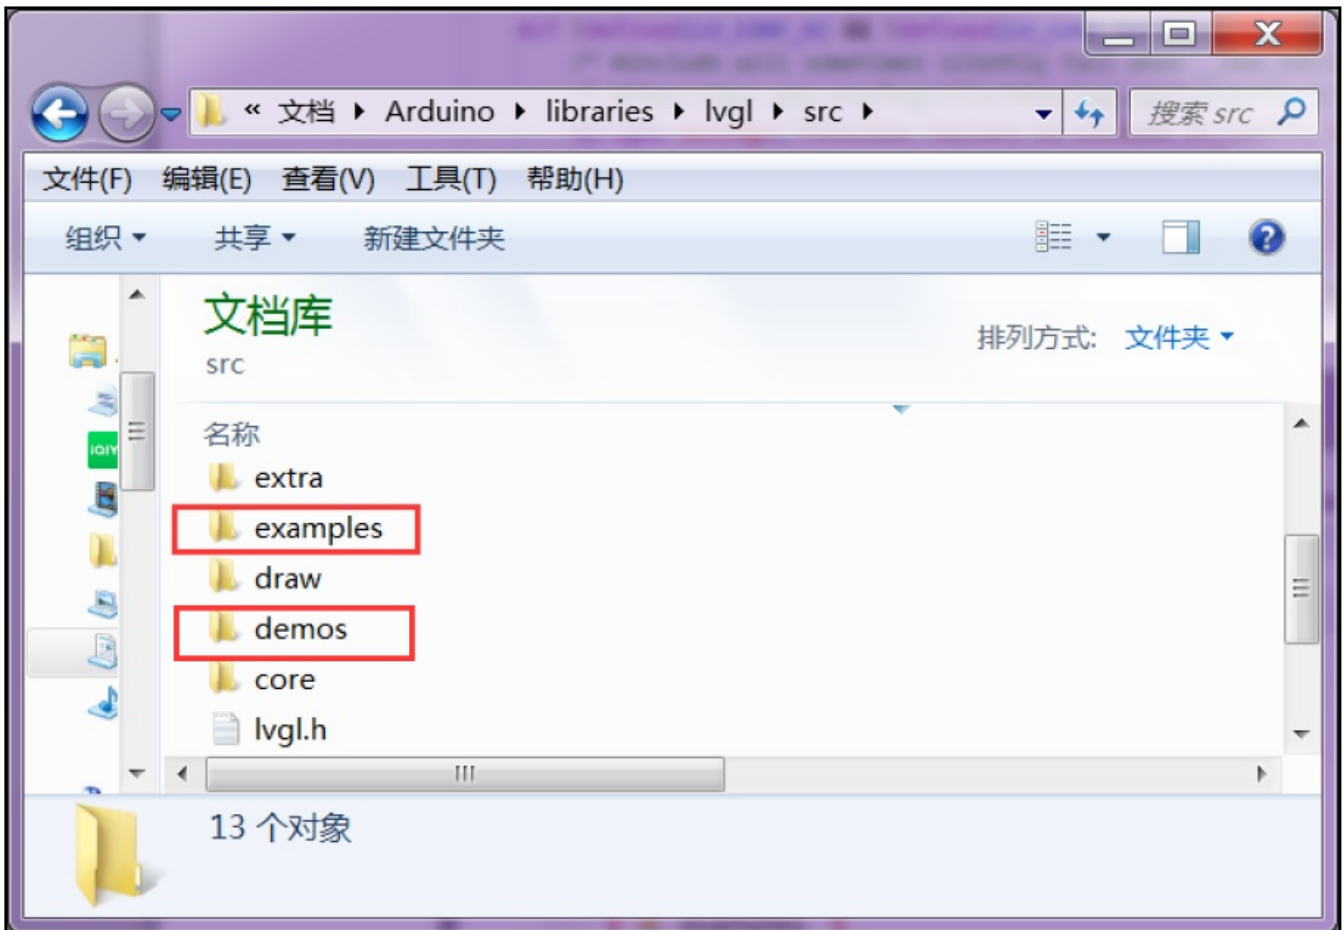 « 文档 ▸ Arduino ▸ libraries ▸ lvgl ▸ src ▸ 搜索 src
文件(F) 编辑(E) 查看(V) 工具(T) 帮助(H)
组织 共享 新建文件夹
文档库
src
排列方式: 文件夹
名称
extra
examples
draw
demos
core
lvgl.h
13 个对象